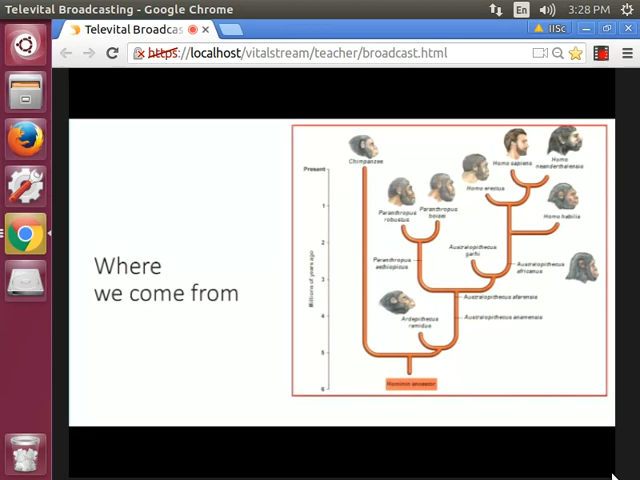 Televital Broadcasting - Google Chrome
En
3:28 PM
Televital Broadcas
IISc
https://localhost/vitalstream/teacher/broadcast.html
Where
we come from
Chimpanzee
Homo sapiens
Homo
neanderthalensis
Present
Homo erectus
Paranthropus
robustus
Paranthropus
boisei
Homo habilis
1
2
3
4
5
6
Millions of years ago
Australopithecus
garhi
Paranthropus
aethiopicus
Australopithecus
africanus
Australopithecus afarensis
Ardepithecus
ramidus
Australopithecus anamensis
Hominin ancestor